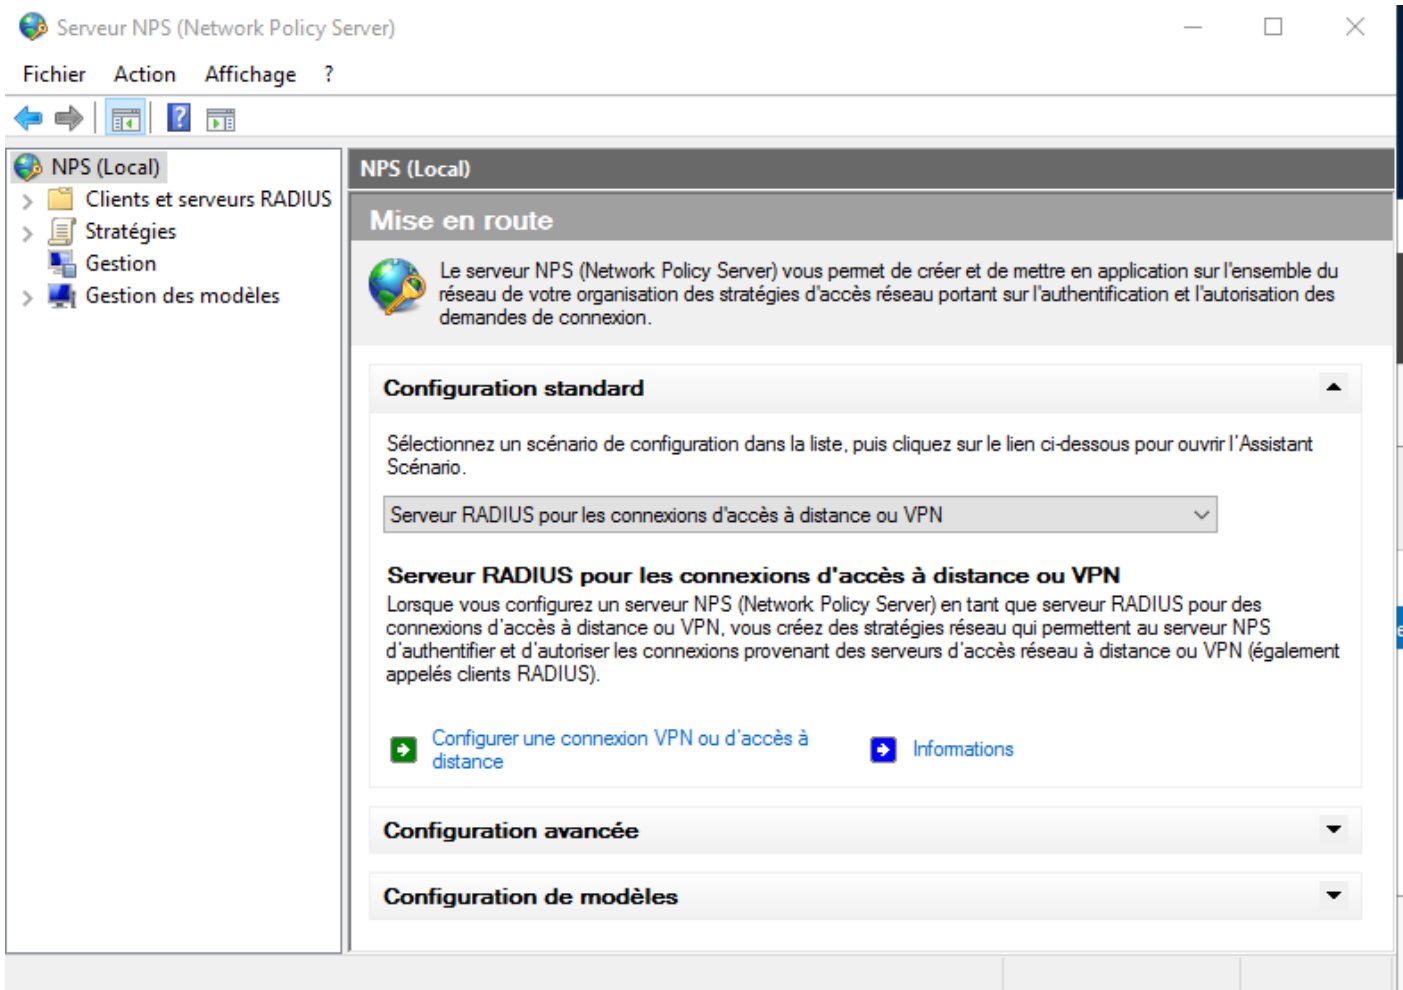 Serveur NPS (Network Policy Server)
Fichier Action Affichage ?
NPS (Local)
Clients et serveurs RADIUS
Stratégies
Gestion
Gestion des modèles
NPS (Local)
Mise en route
Le serveur NPS (Network Policy Server) vous permet de créer et de mettre en application sur l'ensemble du
réseau de votre organisation des stratégies d'accès réseau portant sur l'authentification et l'autorisation des
demandes de connexion.
Configuration standard
Sélectionnez un scénario de configuration dans la liste, puis cliquez sur le lien ci-dessous pour ouvrir l'Assistant
Scénario.
Serveur RADIUS pour les connexions d'accès à distance ou VPN
Serveur RADIUS pour les connexions d'accès à distance ou VPN
Lorsque vous configurez un serveur NPS (Network Policy Server) en tant que serveur RADIUS pour des
connexions d'accès à distance ou VPN, vous créez des stratégies réseau qui permettent au serveur NPS
d'authentifier et d'autoriser les connexions provenant des serveurs d'accès réseau à distance ou VPN (également
appelés clients RADIUS).
Configurer une connexion VPN ou d'accès à
distance
Informations
Configuration avancée
Configuration de modèles